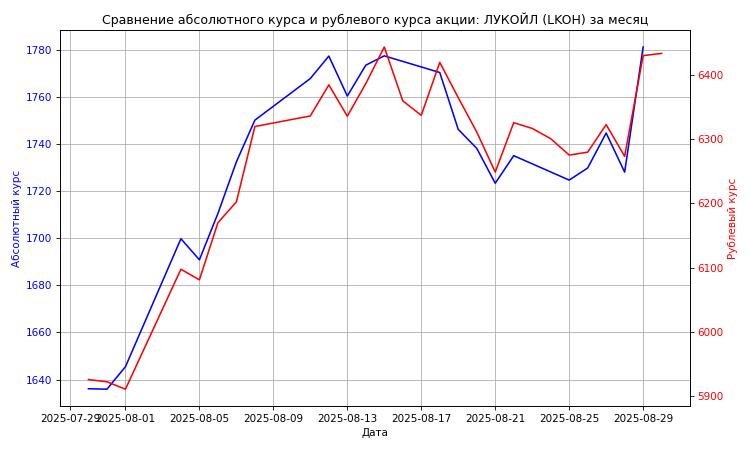 Сравнение абсолютного курса и рублевого курса акции: ЛУКОЙЛ (LKOH) за месяц
1780
1760
1740
1720
1700
1680
1660
1640
Абсолютный курс
6400
6300
6200
6100
6000
5900
Рублевый курс
2025-07-29 2025-08-01 2025-08-05 2025-08-09 2025-08-13 2025-08-17 2025-08-21 2025-08-25 2025-08-29
Дата